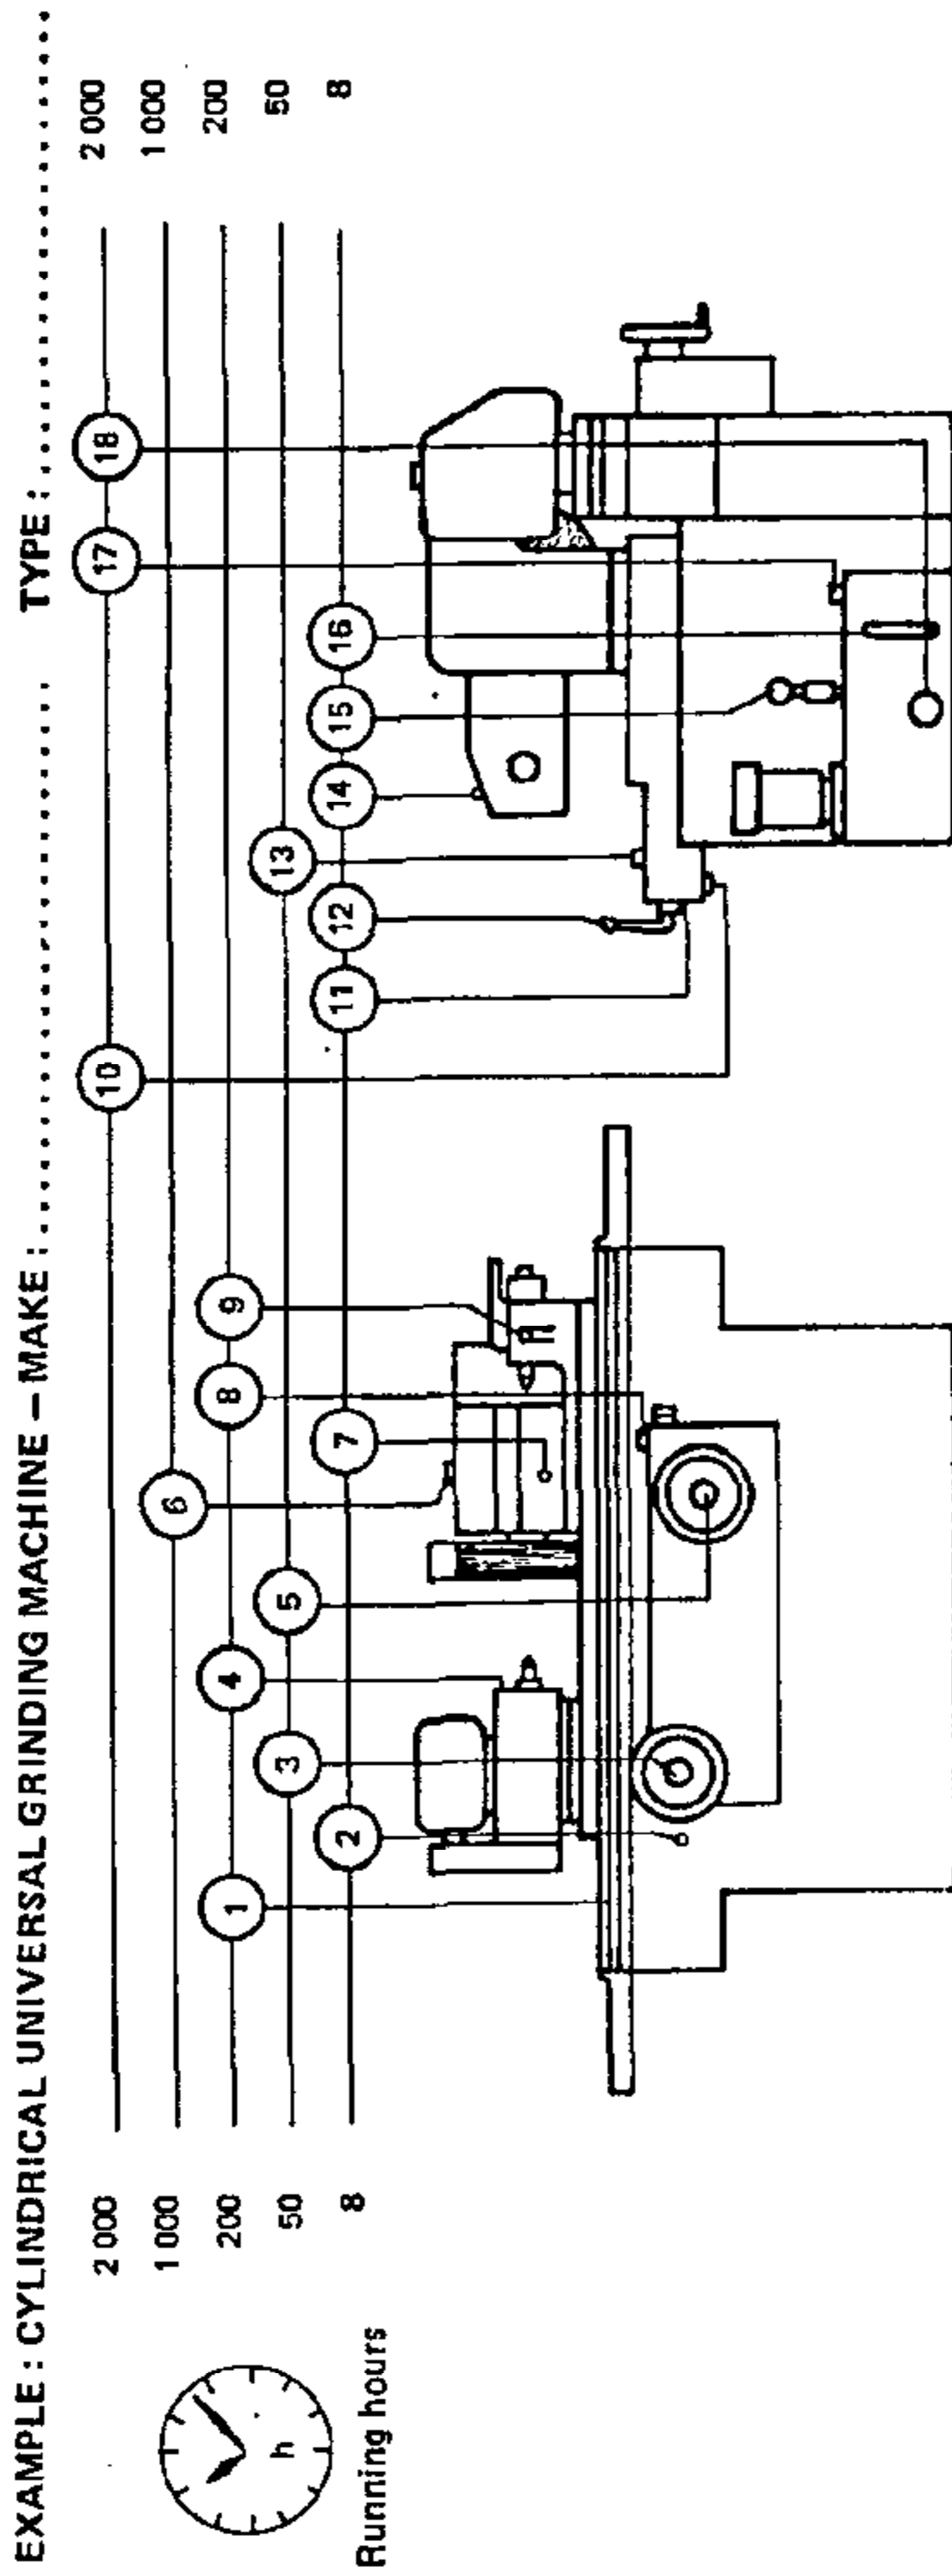 EXAMPLE : CYLINDRICAL UNIVERSAL GRINDING MACHINE – MAKE : .............................. TYPE : ..............................
2 000 10 17 18 2 000
1 000 6 1 000
200 1 4 8 9 200
50 3 5 13 50
8 2 7 11 12 14 15 16 8
h
Running hours